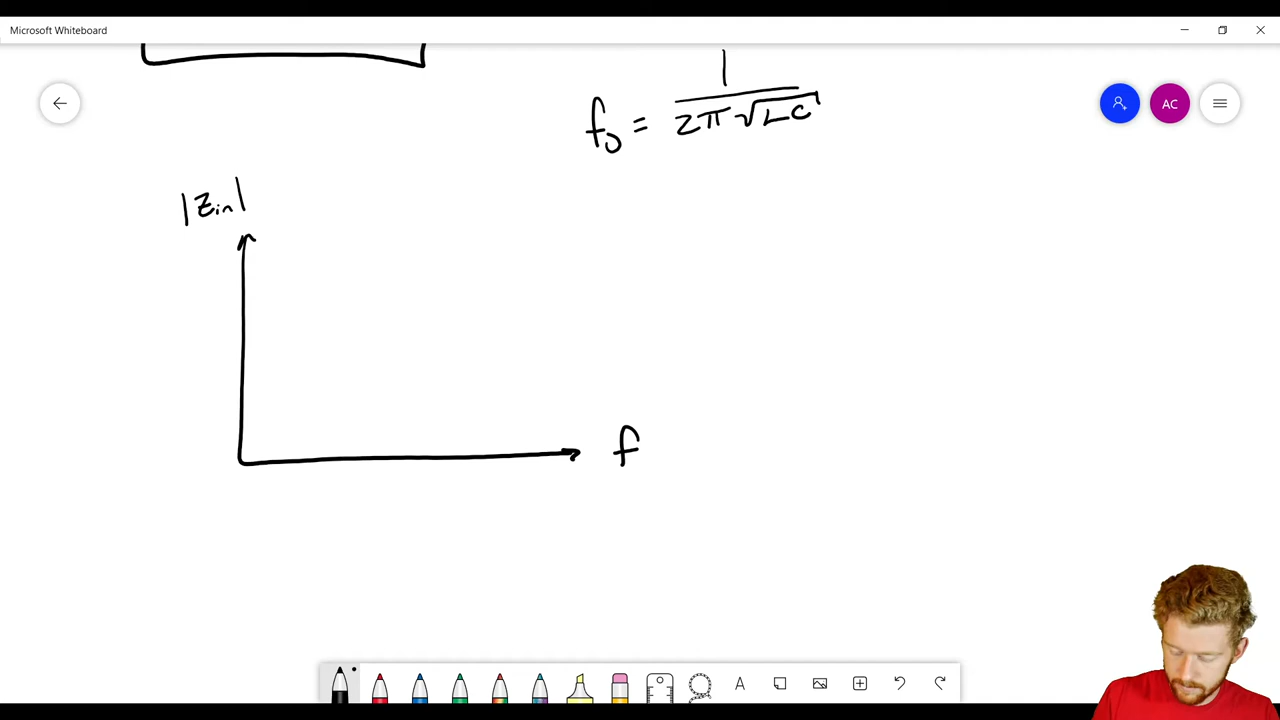 Microsoft Whiteboard
AC
f₀ = 1 / 2π√LC
|Zin|
f
A